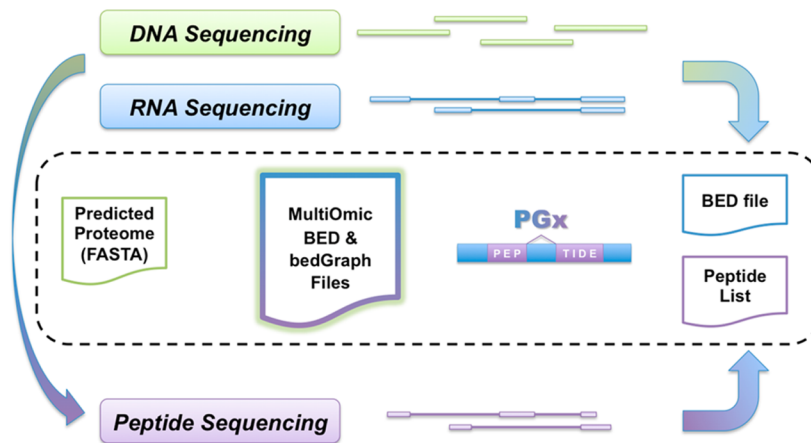 DNA Sequencing
RNA Sequencing
Predicted
Proteome
(FASTA)
MultiOmic
BED &
bedGraph
Files
PGx
PEP TIDE
BED file
Peptide
List
Peptide Sequencing